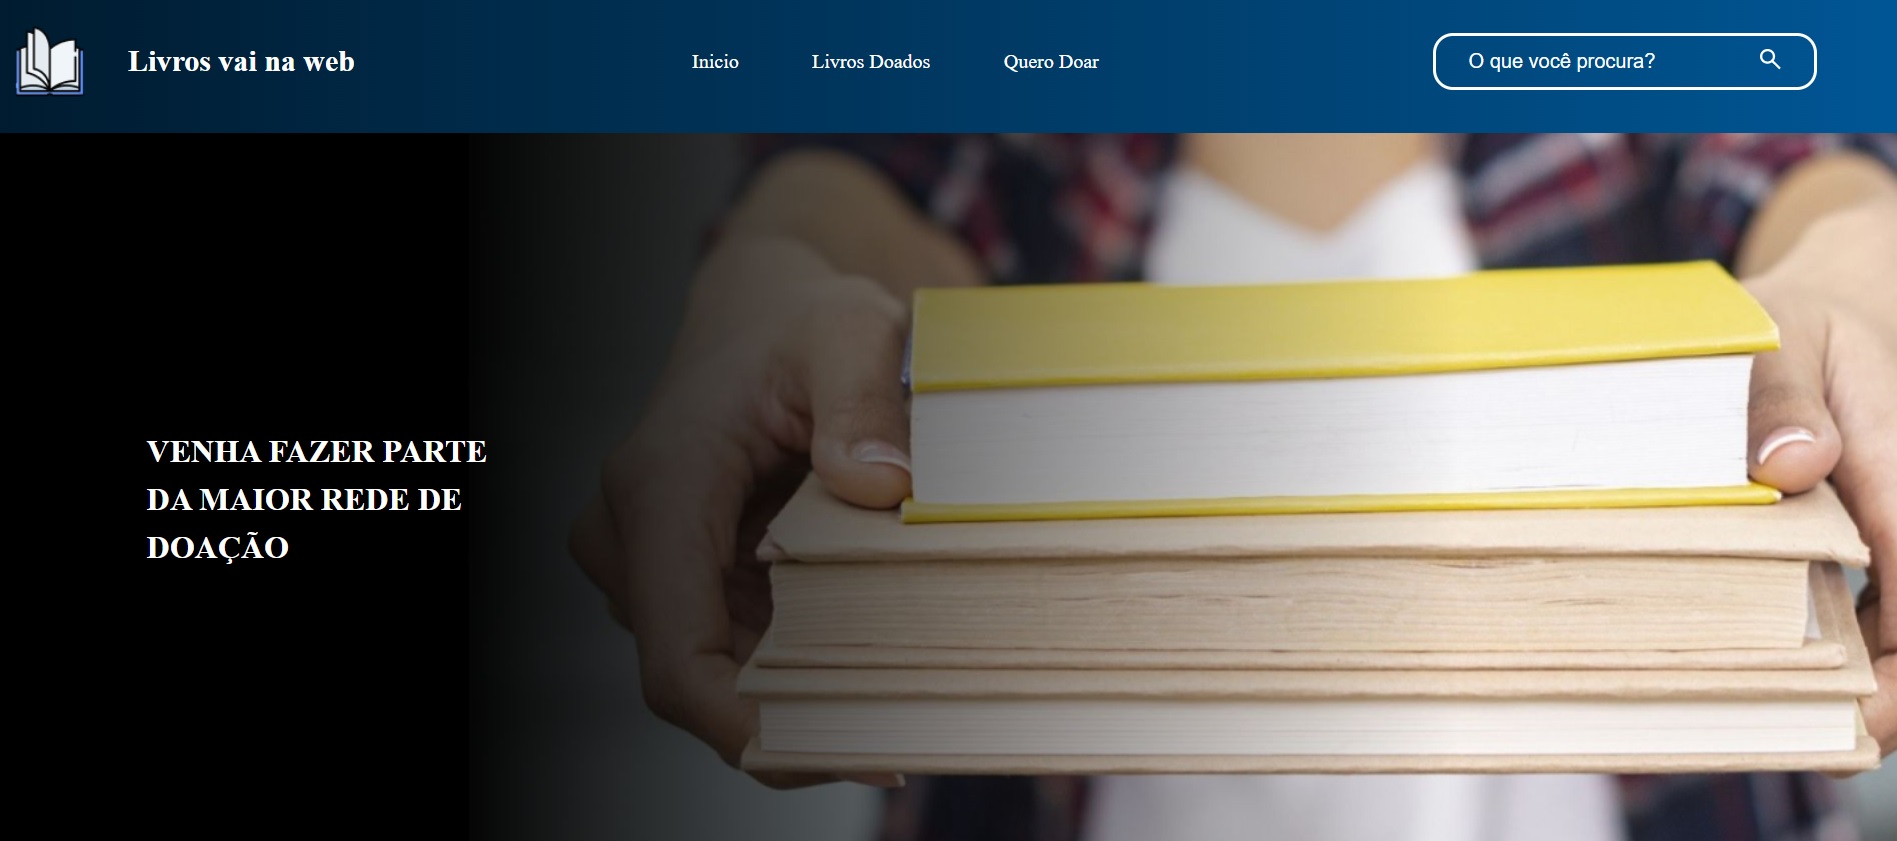 Livros vai na web
Inicio
Livros Doados
Quero Doar
O que você procura?
VENHA FAZER PARTE
DA MAIOR REDE DE
DOAÇÃO